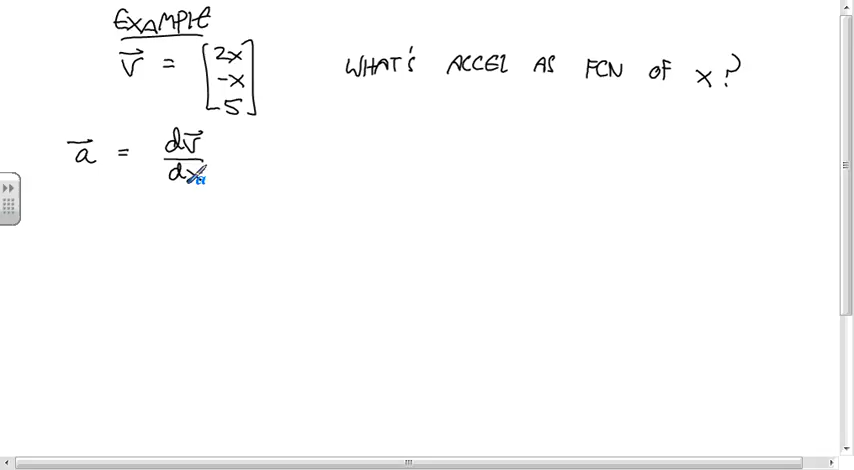 EXAMPLE
v⃗ = [2x
-x
5]
WHAT'S ACCEL AS FCN OF x?
a⃗ = dv⃗
dx